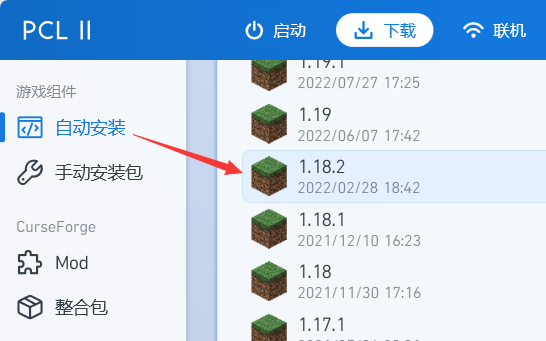 PCL II
启动
下载
联机
游戏组件
自动安装
手动安装包
CurseForge
Mod
整合包
1.19.1
2022/07/27 17:25
1.19
2022/06/07 17:42
1.18.2
2022/02/28 18:42
1.18.1
2021/12/10 16:23
1.18
2021/11/30 17:16
1.17.1